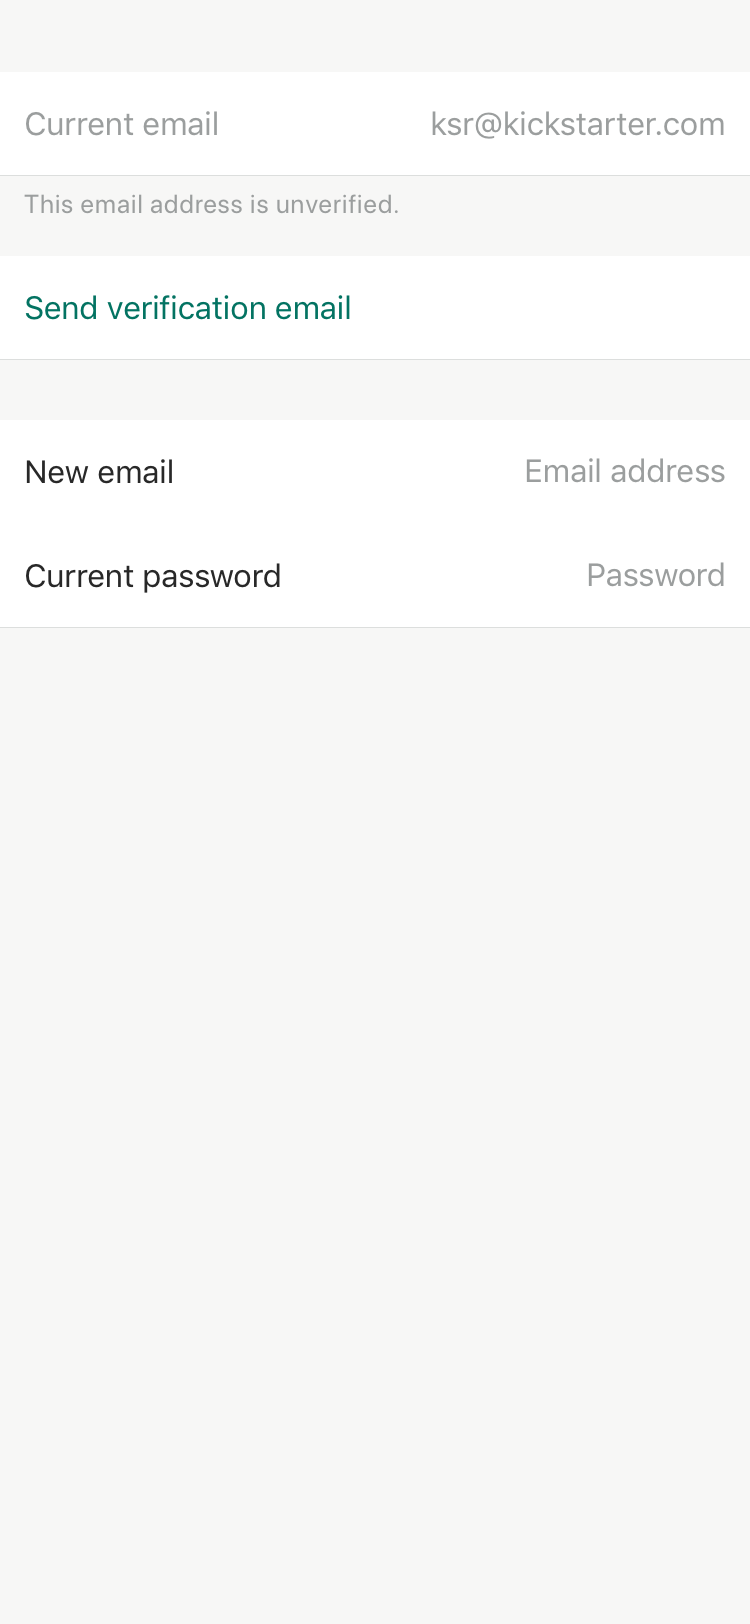 Current email ksr@kickstarter.com
This email address is unverified.
Send verification email
New email Email address
Current password Password